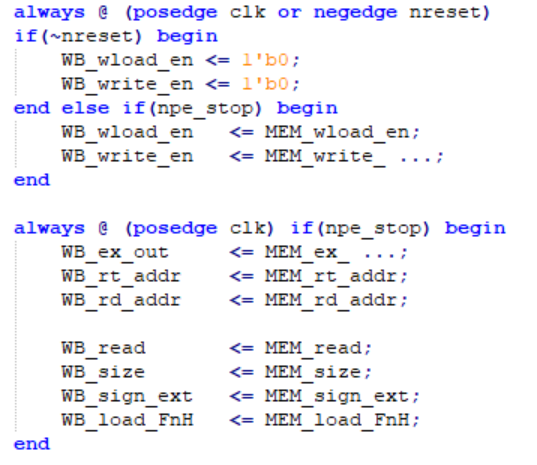 always @ (posedge clk or negedge nreset)
if(~nreset) begin
    WB_wload_en <= 1'b0;
    WB_write_en <= 1'b0;
end else if(npe_stop) begin
    WB_wload_en   <= MEM_wload_en;
    WB_write_en   <= MEM_write_ ...;
end

always @ (posedge clk) if(npe_stop) begin
    WB_ex_out     <= MEM_ex_ ...;
    WB_rt_addr    <= MEM_rt_addr;
    WB_rd_addr    <= MEM_rd_addr;

    WB_read       <= MEM_read;
    WB_size       <= MEM_size;
    WB_sign_ext   <= MEM_sign_ext;
    WB_load_FnH   <= MEM_load_FnH;
end